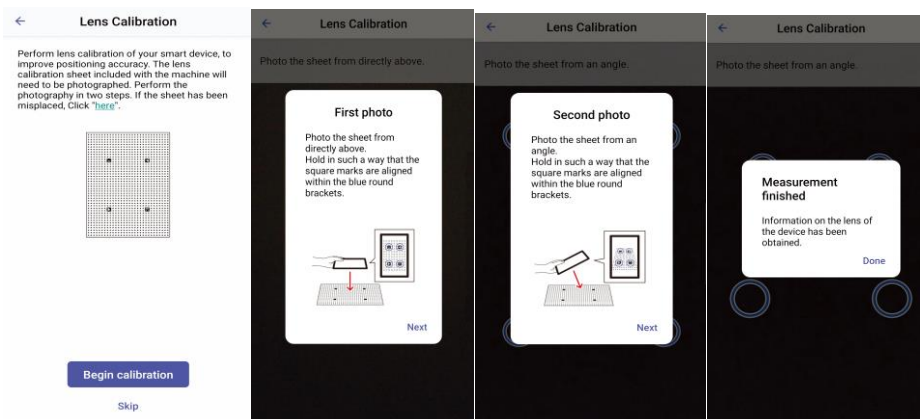 Lens Calibration
Perform lens calibration of your smart device, to
improve positioning accuracy. The lens
calibration sheet included with the machine will
need to be photographed. Perform the
photography in two steps. If the sheet has been
misplaced, Click "here".
Begin calibration
Skip
Lens Calibration
Photo the sheet from directly above.
First photo
Photo the sheet from
directly above.
Hold in such a way that the
square marks are aligned
within the blue round
brackets.
Next
Lens Calibration
Photo the sheet from an angle.
Second photo
Photo the sheet from an
angle.
Hold in such a way that the
square marks are aligned
within the blue round
brackets.
Next
Lens Calibration
Photo the sheet from an angle.
Measurement
finished
Information on the lens of
the device has been
obtained.
Done